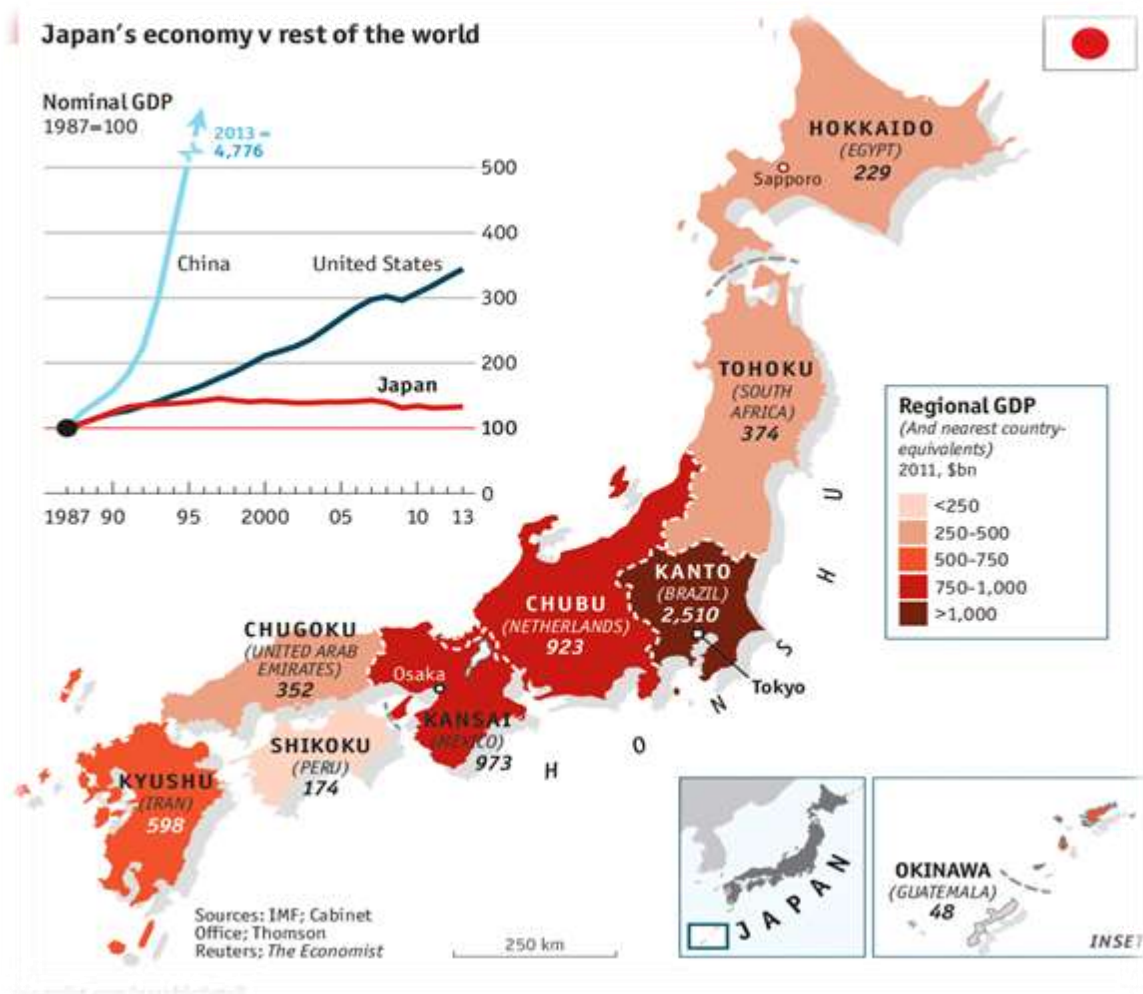 Japan's economy v rest of the world
Nominal GDP
1987=100
2013 =
4,776
500
400
300
200
100
0
China
United States
Japan
1987 90 95 2000 05 10 13
HOKKAIDO
(EGYPT)
229
Sapporo
TOHOKU
(SOUTH
AFRICA)
374
Regional GDP
(And nearest country-
equivalents)
2011, $bn
<250
250-500
500-750
750-1,000
>1,000
KANTO
(BRAZIL)
2,510
Tokyo
CHUBU
(NETHERLANDS)
923
CHUGOKU
(UNITED ARAB
EMIRATES)
352
Osaka
KANSAI
(MEXICO)
973
SHIKOKU
(PERU)
174
KYUSHU
(IRAN)
598
HONSHU
JAPAN
OKINAWA
(GUATEMALA)
48
INSE
Sources: IMF; Cabinet
Office; Thomson
Reuters; The Economist
250 km